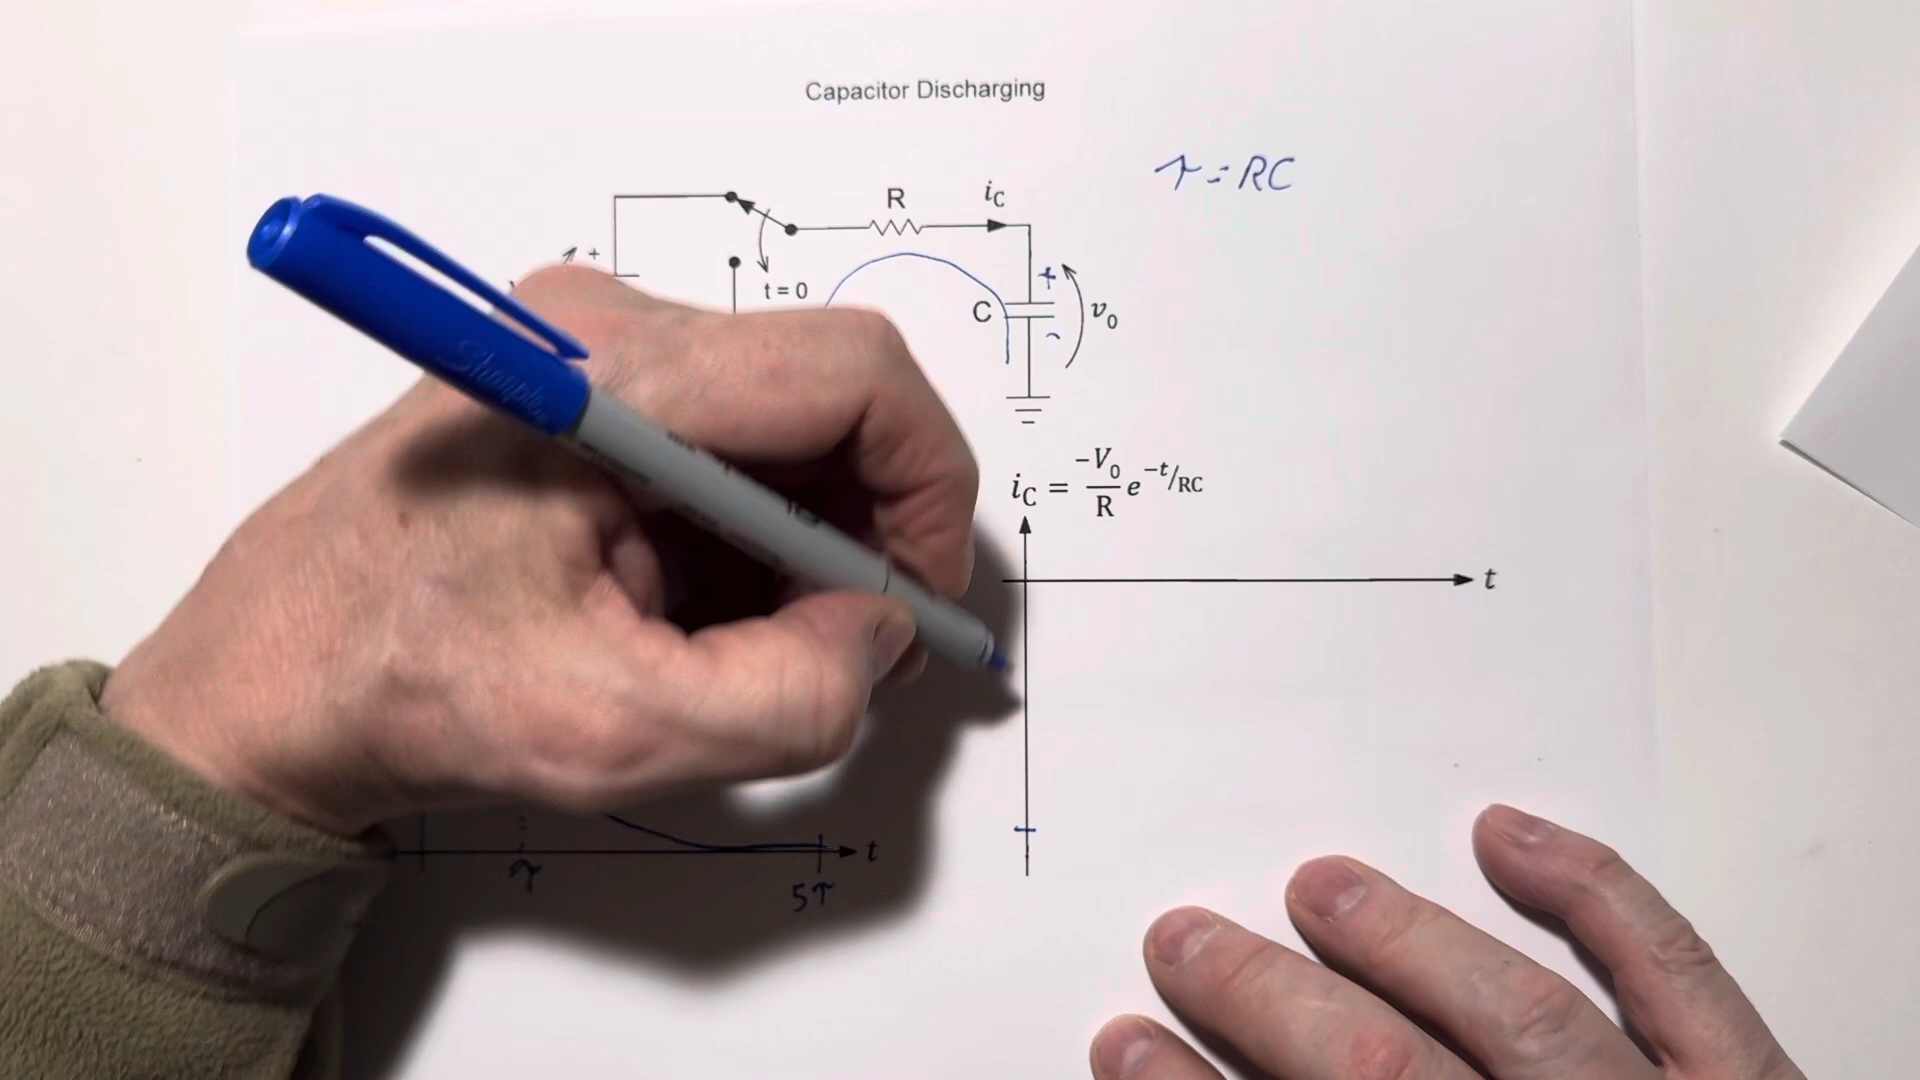 Capacitor Discharging
τ = RC
R
i_C
+
t = 0
+
C
-
v_0
i_C = -V_0/R e^-t/RC
t
Sharpie
t
τ
5τ